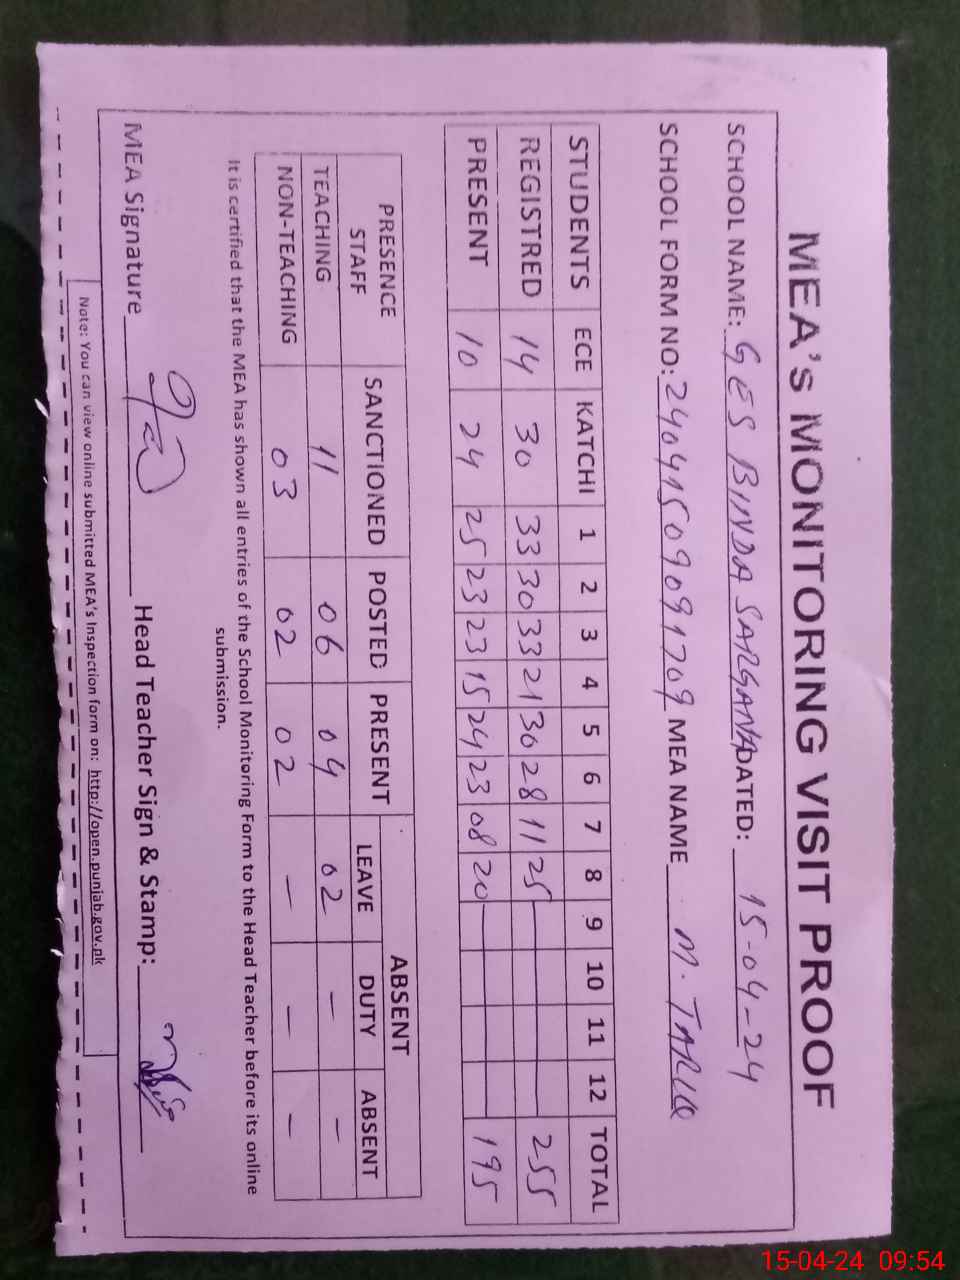 MEA's MONITORING VISIT PROOF
SCHOOL NAME: GES BINDA SARGANA DATED: 15-04-24
SCHOOL FORM NO: 24041509091709 MEA NAME M. TARIQ
STUDENTS ECE KATCHI 1 2 3 4 5 6 7 8 9 10 11 12 TOTAL
REGISTRED 14 30 33 30 33 21 30 28 11 25 255
PRESENT 10 24 25 23 23 15 24 23 08 20 195
PRESENCE STAFF SANCTIONED POSTED PRESENT ABSENT
LEAVE DUTY ABSENT
TEACHING 11 06 04 02 — —
NON-TEACHING 03 02 02 — — —
It is certified that the MEA has shown all entries of the School Monitoring Form to the Head Teacher before its online
submission.
MEA Signature Head Teacher Sign & Stamp:
Note: You can view online submitted MEA's Inspection form on: http://open.punjab.gov.pk
15-04-24 09:54